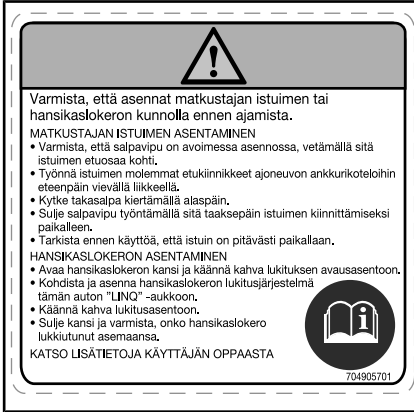 Varmista, että asennat matkustajan istuimen tai
hansikaslokeron kunnolla ennen ajamista.
MATKUSTAJAN ISTUIMEN ASENTAMINEN
• Varmista, että salpavipu on avoimessa asennossa, vetämällä sitä
istuimen etuosaa kohti.
• Työnnä istuimen molemmat etukiinnikkeet ajoneuvon ankkurikoteloihin
eteenpäin vievällä liikkeellä.
• Kytke takasalpa kiertämällä alaspäin.
• Sulje salpavipu työntämällä sitä taaksepäin istuimen kiinnittämiseksi
paikalleen.
• Tarkista ennen käyttöä, että istuin on pitävästi paikallaan.
HANSIKASLOKERON ASENTAMINEN
• Avaa hansikaslokeron kansi ja käännä kahva lukituksen avausasentoon.
• Kohdista ja asenna hansikaslokeron lukitusjärjestelmä
tämän auton "LINQ" -aukkoon.
• Käännä kahva lukitusasentoon.
• Sulje kansi ja varmista, onko hansikaslokero
lukkiutunut asemaansa.
KATSO LISÄTIETOJA KÄYTTÄJÄN OPPAASTA
704905701